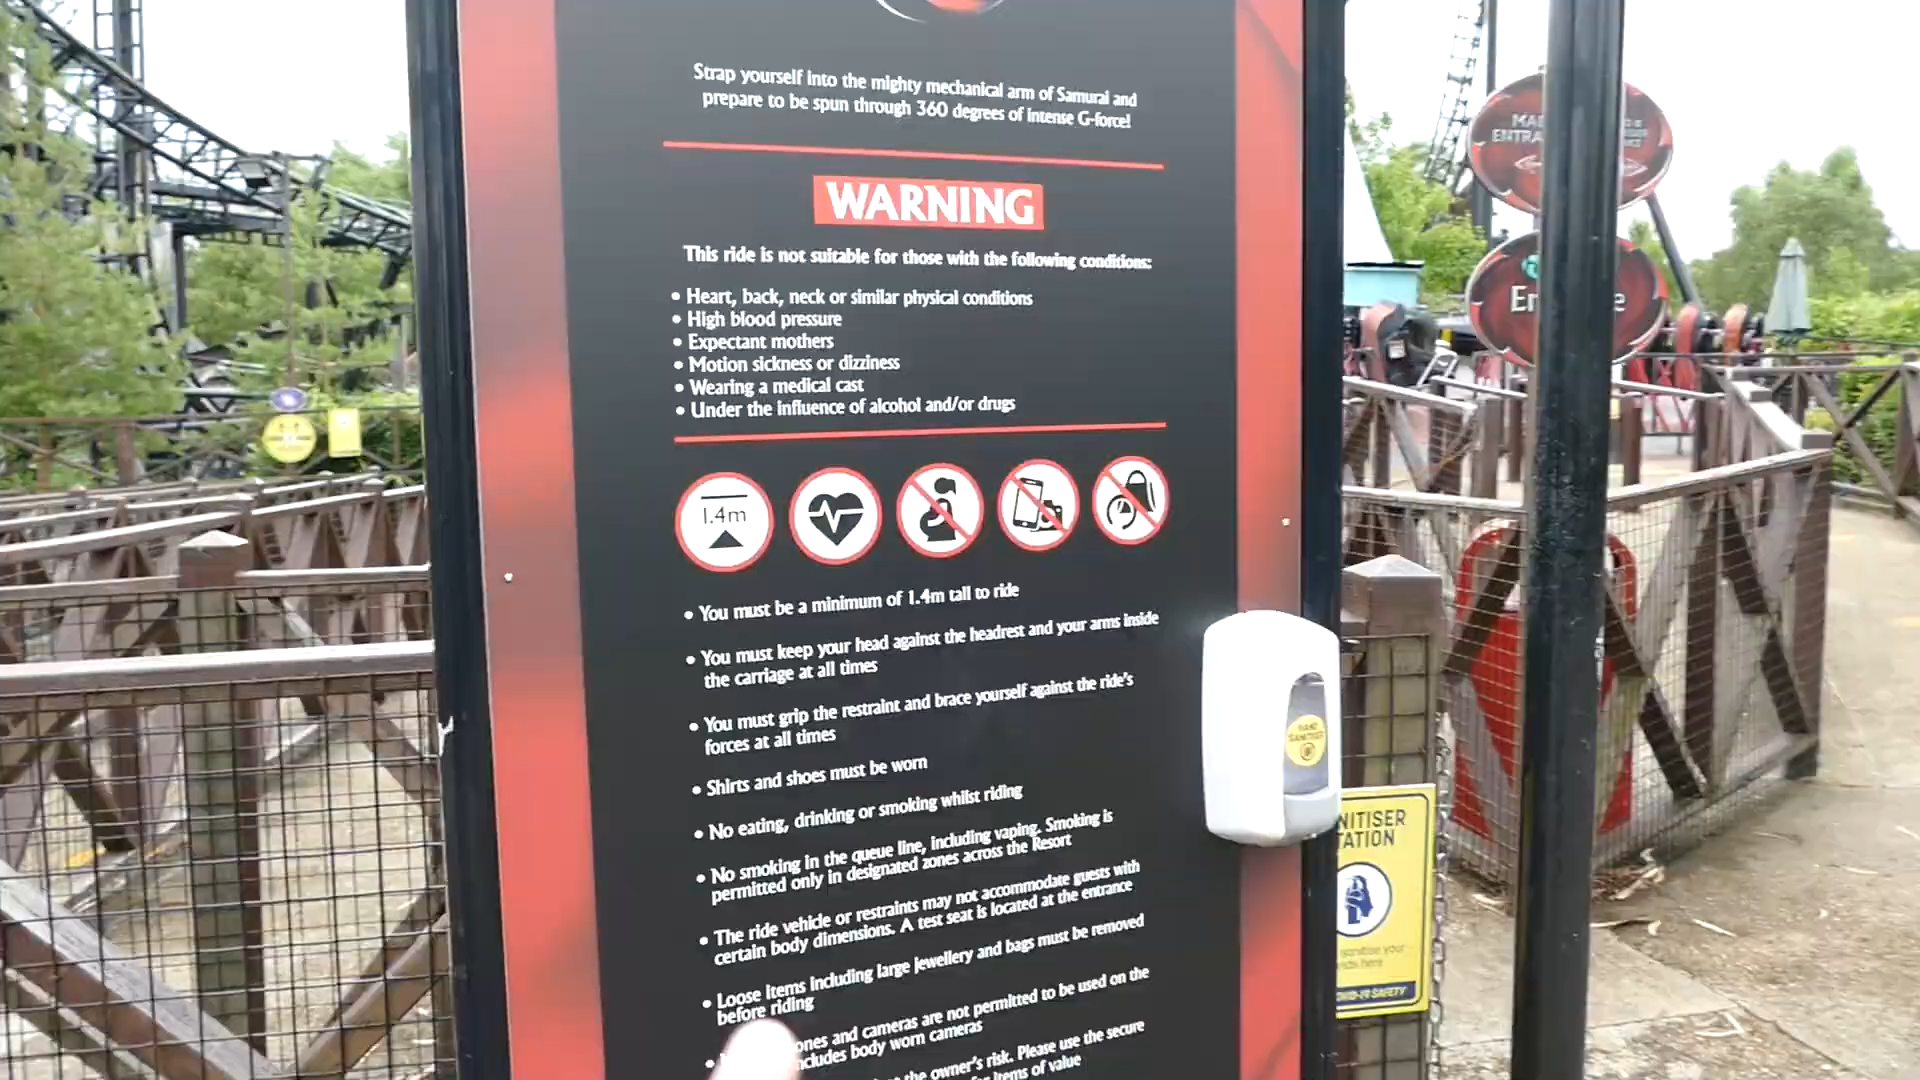 Strap yourself into the mighty mechanical arm of Samurai and
prepare to be spun through 360 degrees of intense G-force!
WARNING
This ride is not suitable for those with the following conditions:
• Heart, back, neck or similar physical conditions
• High blood pressure
• Expectant mothers
• Motion sickness or dizziness
• Wearing a medical cast
• Under the influence of alcohol and/or drugs
1.4m
• You must be a minimum of 1.4m tall to ride
• You must keep your head against the headrest and your arms inside
the carriage at all times
• You must grip the restraint and brace yourself against the ride's
forces at all times
• Shirts and shoes must be worn
• No eating, drinking or smoking whilst riding
• No smoking in the queue line, including vaping. Smoking is
permitted only in designated zones across the Resort
• The ride vehicle or restraints may not accommodate guests with
certain body dimensions. A test seat is located at the entrance
• Loose items including large jewellery and bags must be removed
before riding
and cameras are not permitted to be used on the
body worn cameras
the owner's risk. Please use the secure
items of value
HAND
SANITISER